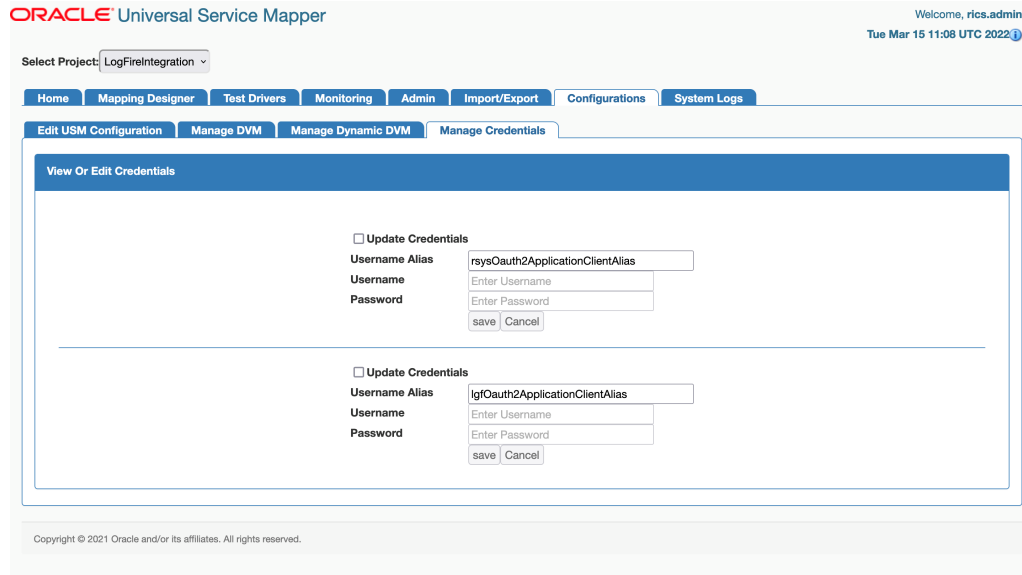 ORACLE® Universal Service Mapper
Welcome, rics.admin
Tue Mar 15 11:08 UTC 2022
Select Project: LogFireIntegration
Home Mapping Designer Test Drivers Monitoring Admin Import/Export Configurations System Logs
Edit USM Configuration Manage DVM Manage Dynamic DVM Manage Credentials
View Or Edit Credentials
Update Credentials
Username Alias rsysOauth2ApplicationClientAlias
Username Enter Username
Password Enter Password
save Cancel
Update Credentials
Username Alias lgfOauth2ApplicationClientAlias
Username Enter Username
Password Enter Password
save Cancel
Copyright © 2021 Oracle and/or its affiliates. All rights reserved.